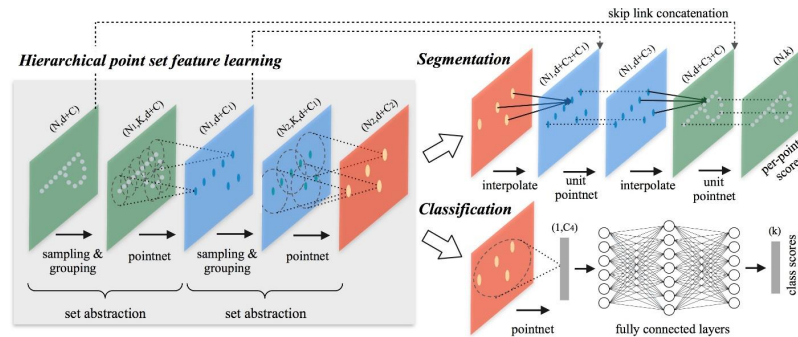 skip link concatenation
Hierarchical point set feature learning
(N,d+C)
(N1,K,d+C)
(N1,d+C1)
(N2,K,d+C1)
(N2,d+C2)
sampling &
grouping
pointnet
sampling &
grouping
pointnet
set abstraction
set abstraction
Segmentation
(N1,d+C2+C1)
(N1,d+C3)
(N,d+C3+C)
(N,k)
interpolate
unit
pointnet
interpolate
unit
pointnet
per-point
scores
Classification
(1,C4)
(k)
class scores
pointnet
fully connected layers